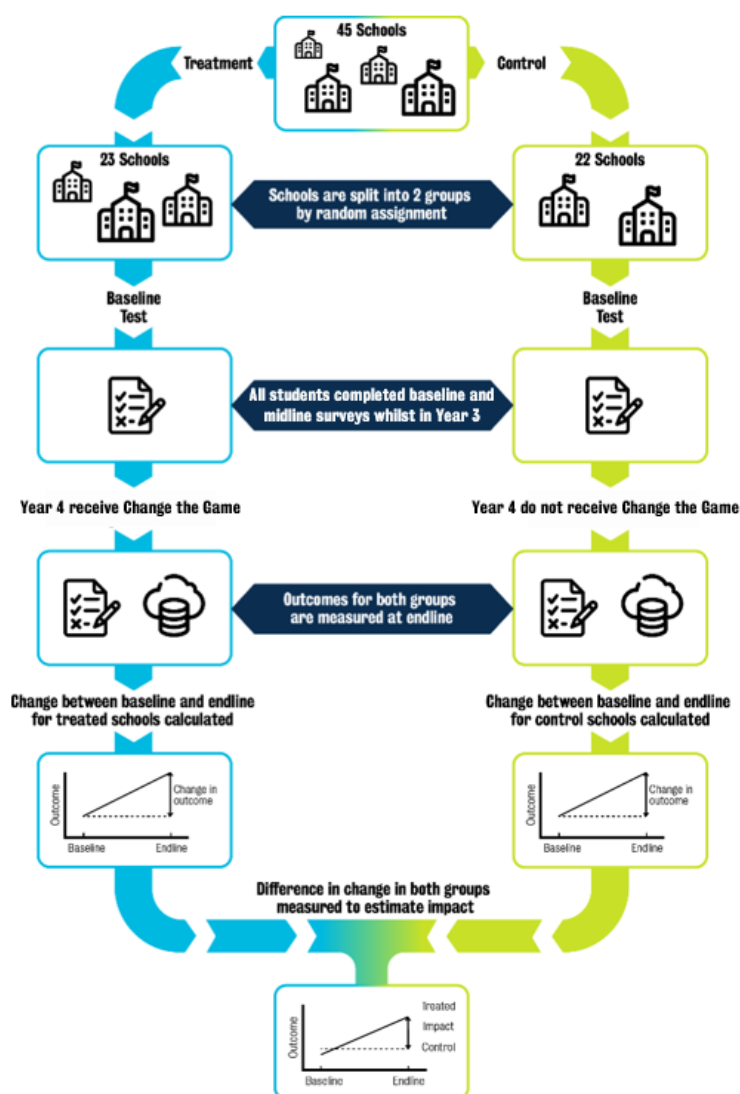 45 Schools
Treatment
Control
23 Schools
22 Schools
Schools are split into 2 groups
by random assignment
Baseline
Test
Baseline
Test
All students completed baseline and
midline surveys whilst in Year 3
Year 4 receive Change the Game
Year 4 do not receive Change the Game
Outcomes for both groups
are measured at endline
Change between baseline and endline
for treated schools calculated
Change between baseline and endline
for control schools calculated
Outcome
Change in
outcome
Baseline
Endline
Outcome
Change in
outcome
Baseline
Endline
Difference in change in both groups
measured to estimate impact
Outcome
Treated
Impact
Control
Baseline
Endline